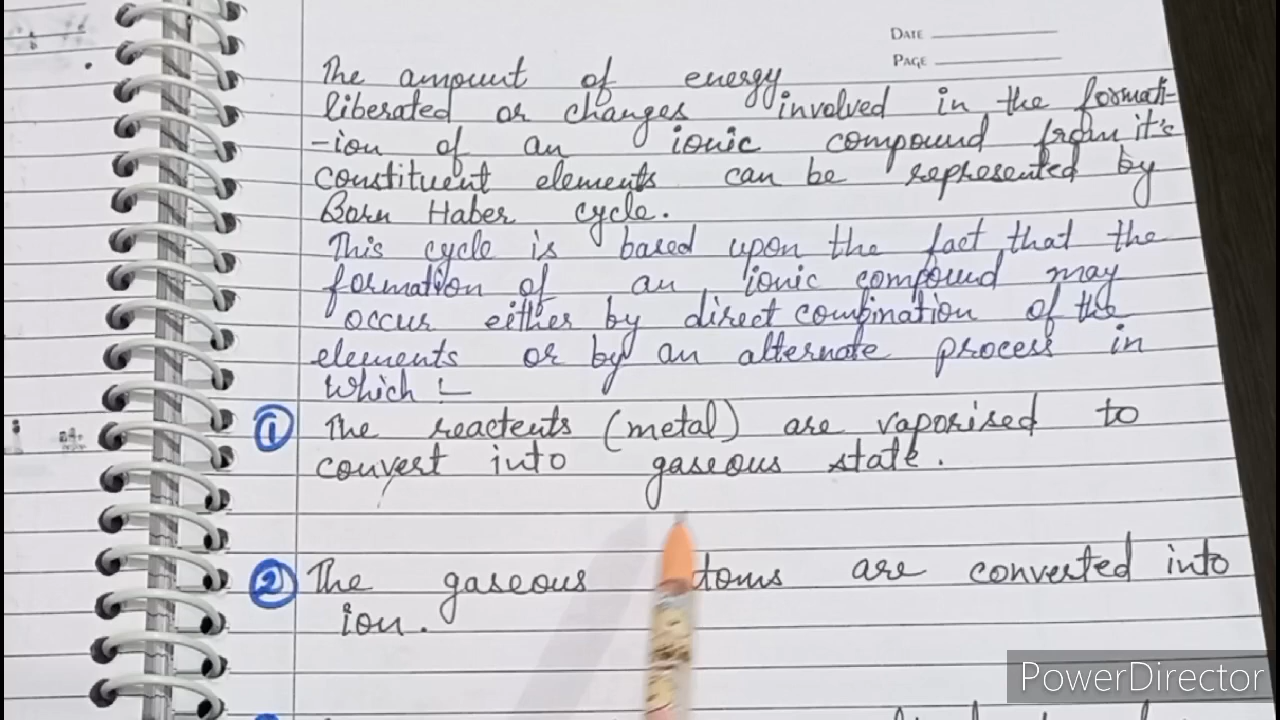 DATE
PAGE
The amount of energy
liberated or changes involved in the formati-
-ion of an ionic compound from it's
constituent elements can be represented by
Born Haber cycle.
This cycle is based upon the fact that the
formation of an ionic compound may
occur either by direct combination of the
elements or by an alternate process in
which :-
① The reactents (metal) are vaporised to
convert into gaseous state.
② The gaseous toms are converted into
ion.
PowerDirector